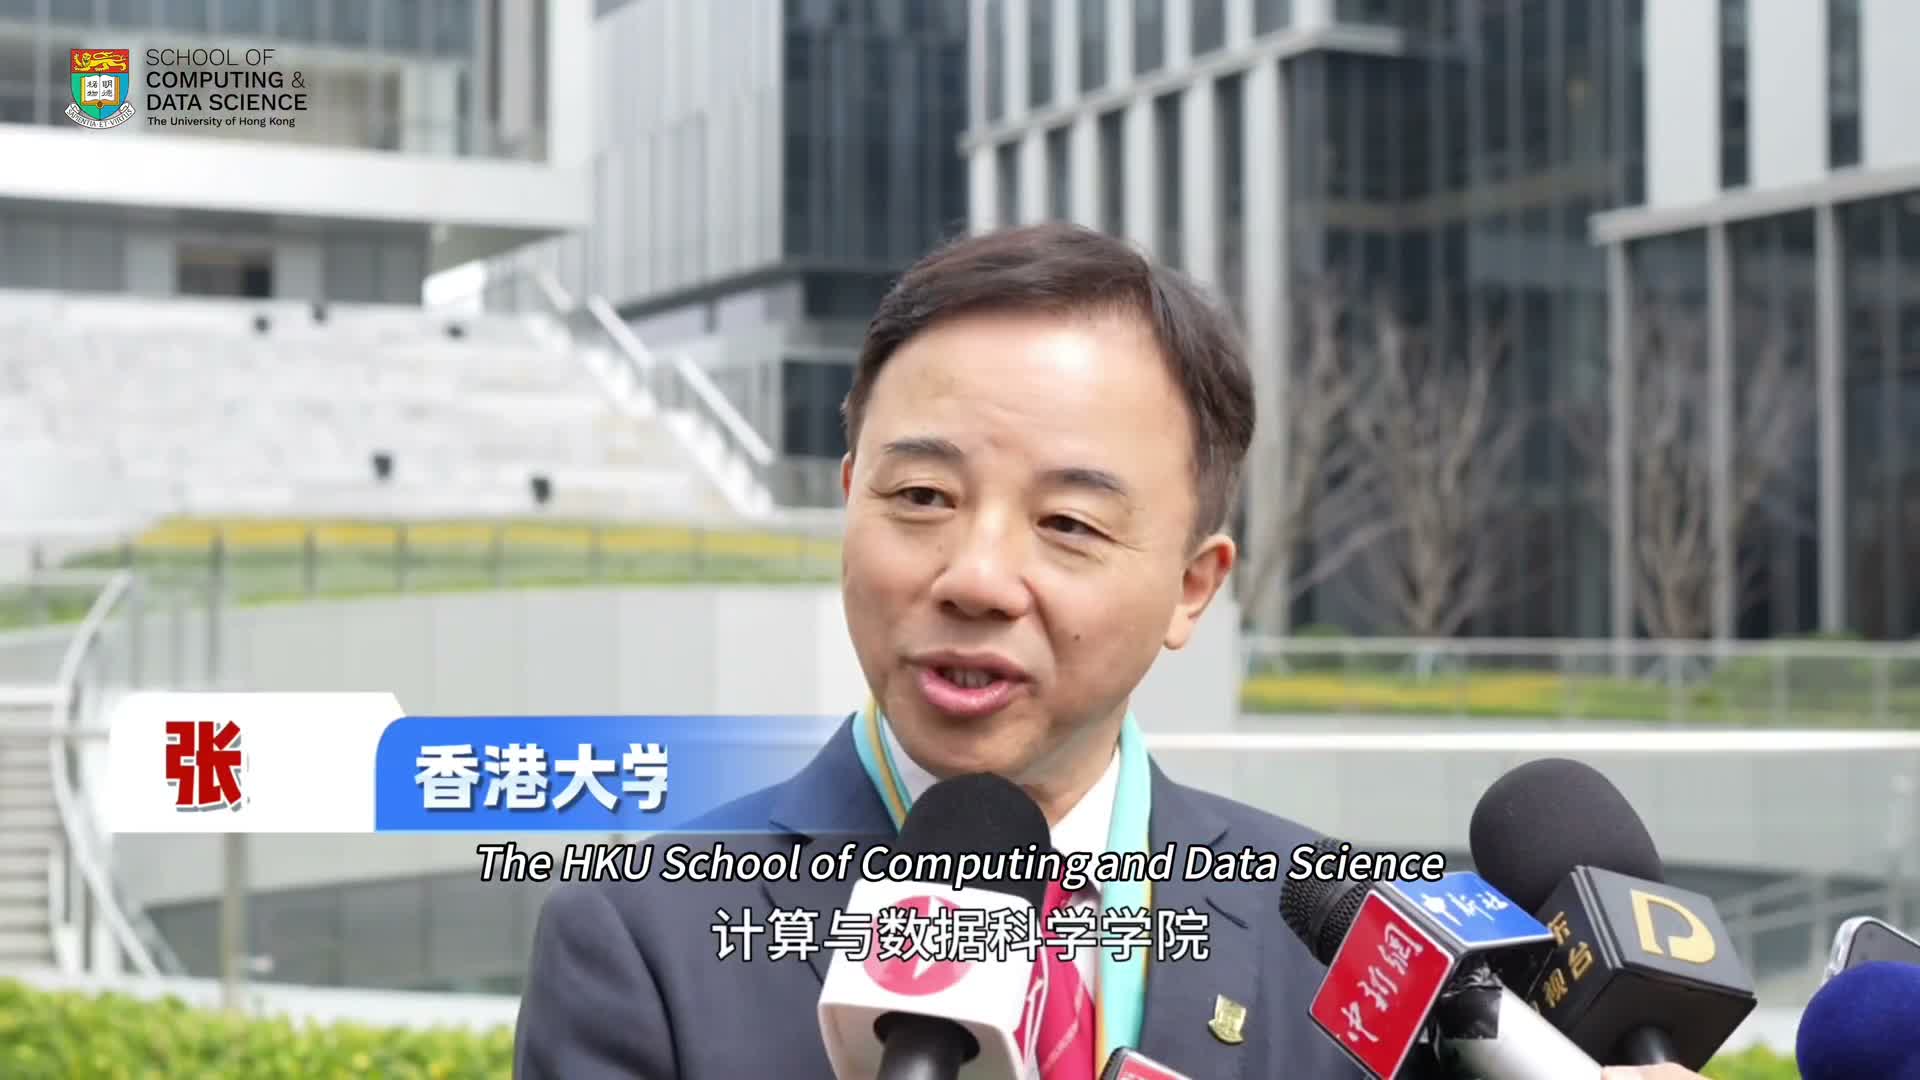 SCHOOL OF
COMPUTING &
DATA SCIENCE
The University of Hong Kong
张
香港大学
The HKU School of Computing and Data Science
计算与数据科学学院
中新社
中新網
视台